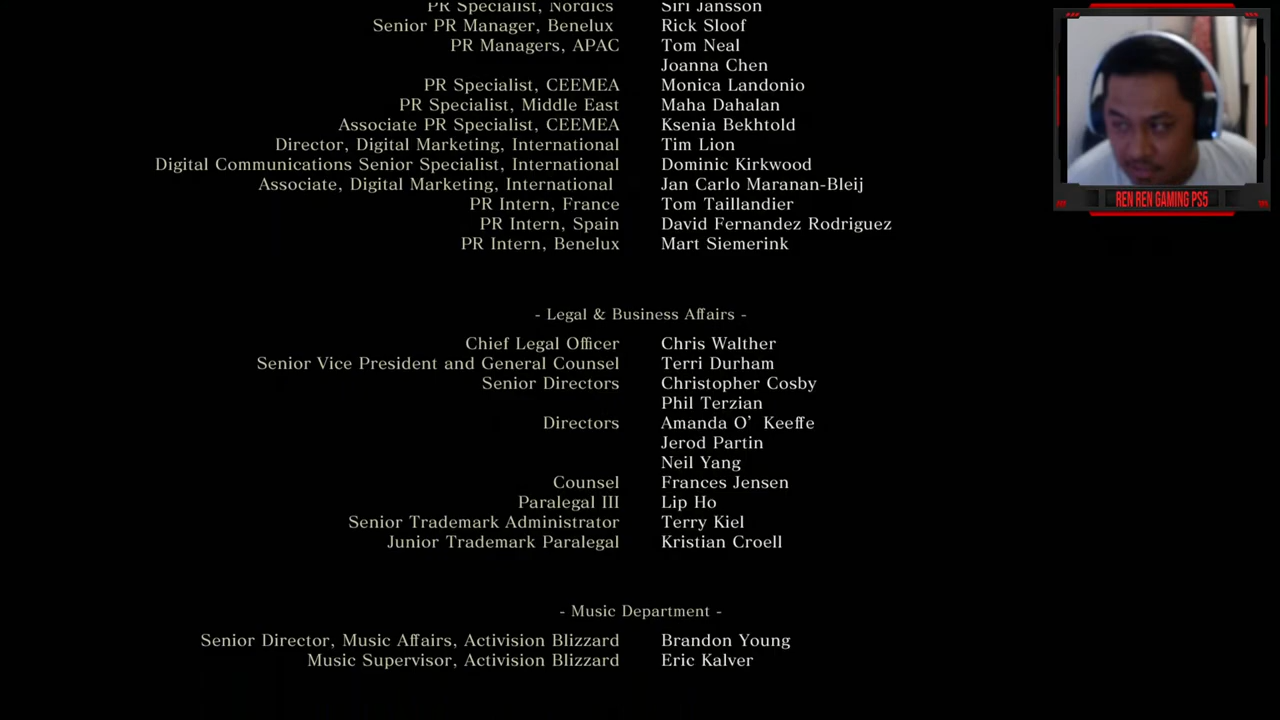 PR Specialist, Nordics Siri Jansson
Senior PR Manager, Benelux Rick Sloof
PR Managers, APAC Tom Neal
Joanna Chen
PR Specialist, CEEMEA Monica Landonio
PR Specialist, Middle East Maha Dahalan
Associate PR Specialist, CEEMEA Ksenia Bekhtold
Director, Digital Marketing, International Tim Lion
Digital Communications Senior Specialist, International Dominic Kirkwood
Associate, Digital Marketing, International Jan Carlo Maranan-Bleij
PR Intern, France Tom Taillandier
PR Intern, Spain David Fernandez Rodriguez
PR Intern, Benelux Mart Siemerink
- Legal & Business Affairs -
Chief Legal Officer Chris Walther
Senior Vice President and General Counsel Terri Durham
Senior Directors Christopher Cosby
Phil Terzian
Directors Amanda O’Keeffe
Jerod Partin
Neil Yang
Counsel Frances Jensen
Paralegal III Lip Ho
Senior Trademark Administrator Terry Kiel
Junior Trademark Paralegal Kristian Croell
- Music Department -
Senior Director, Music Affairs, Activision Blizzard Brandon Young
Music Supervisor, Activision Blizzard Eric Kalver
REN REN GAMING PS5